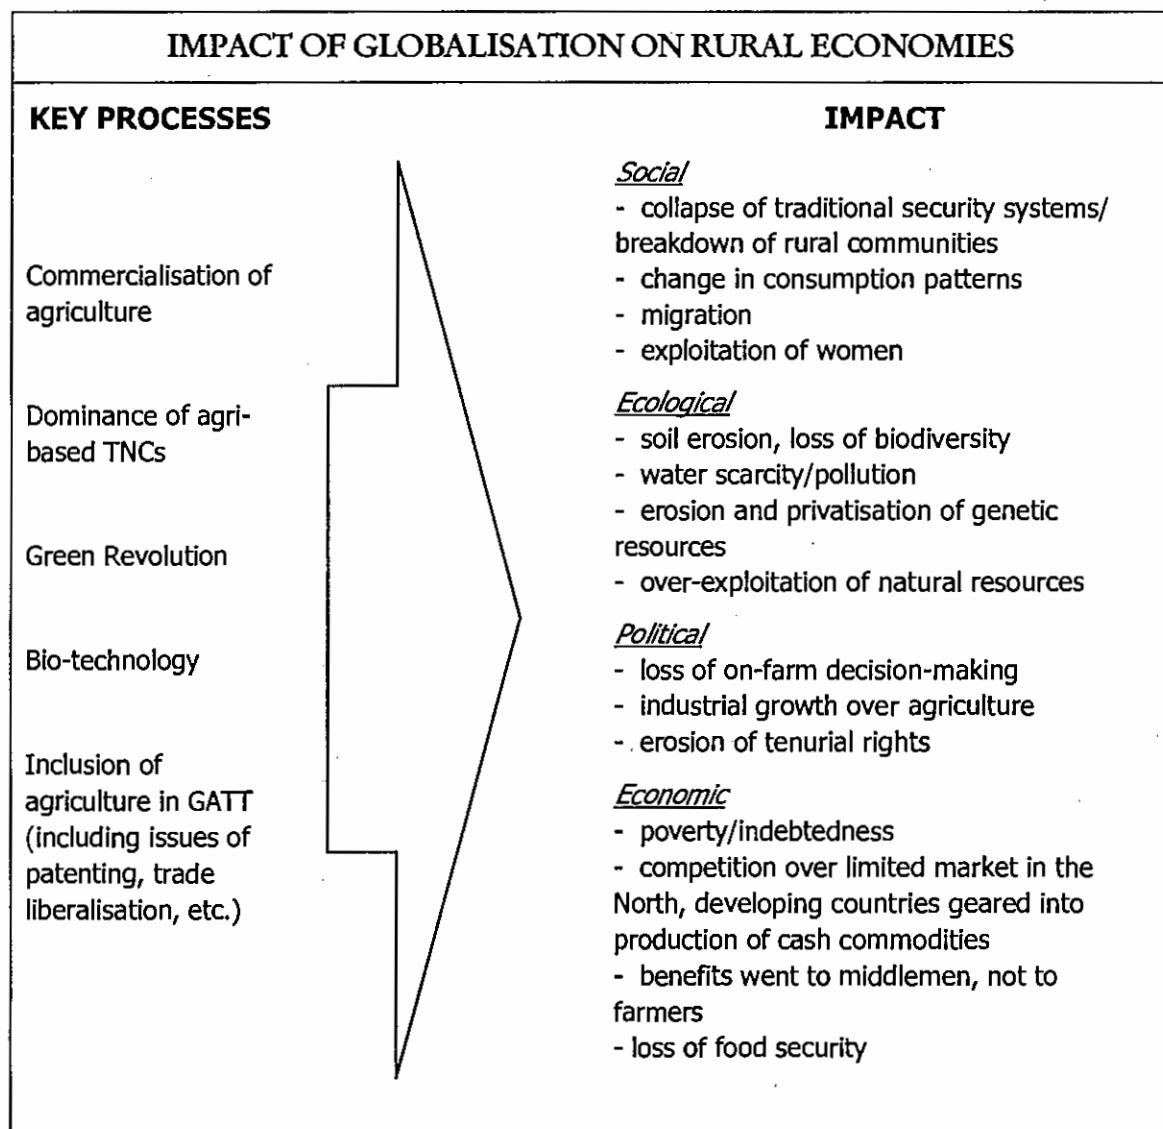 IMPACT OF GLOBALISATION ON RURAL ECONOMIES
KEY PROCESSES
Commercialisation of
agriculture
Dominance of agri-
based TNCs
Green Revolution
Bio-technology
Inclusion of
agriculture in GATT
(including issues of
patenting, trade
liberalisation, etc.)
IMPACT
Social
- collapse of traditional security systems/
breakdown of rural communities
- change in consumption patterns
- migration
- exploitation of women
Ecological
- soil erosion, loss of biodiversity
- water scarcity/pollution
- erosion and privatisation of genetic
resources
- over-exploitation of natural resources
Political
- loss of on-farm decision-making
- industrial growth over agriculture
- erosion of tenurial rights
Economic
- poverty/indebtedness
- competition over limited market in the
North, developing countries geared into
production of cash commodities
- benefits went to middlemen, not to
farmers
- loss of food security